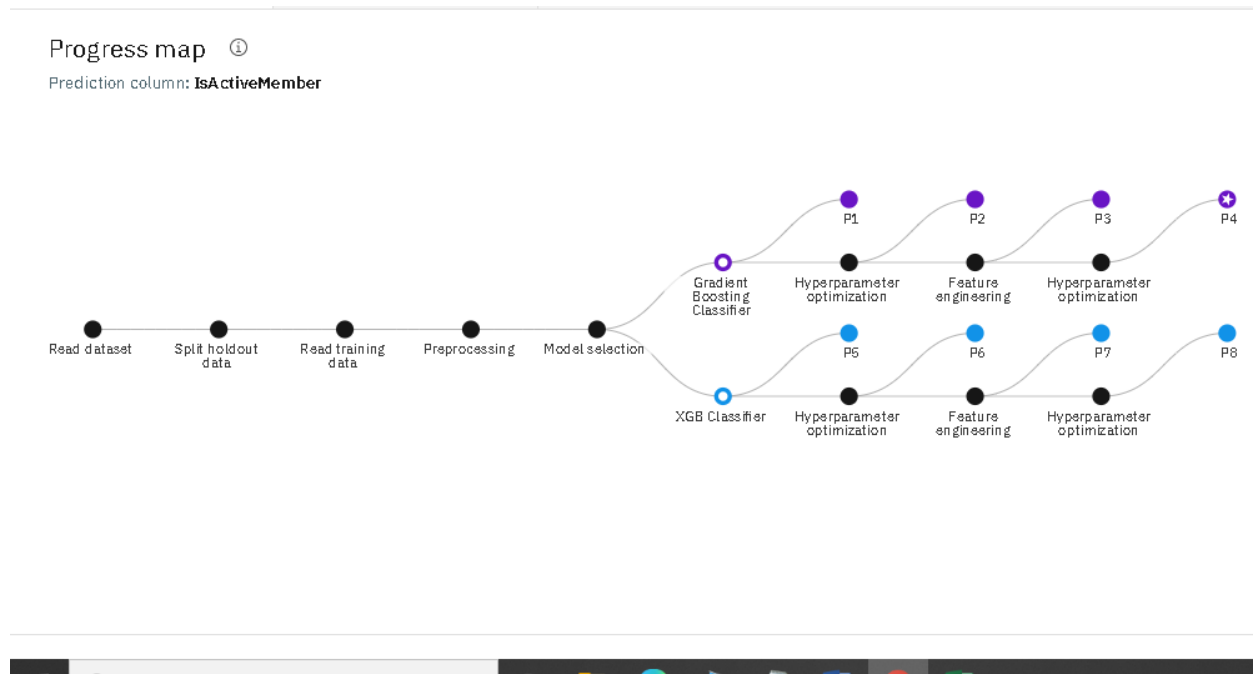 Progress map
Prediction column: IsActiveMember
P1
P2
P3
P4
Gradient
Boosting
Classifier
Hyperparameter
optimization
Feature
engineering
Hyperparameter
optimization
Read dataset
Split holdout
data
Read training
data
Preprocessing
Model selection
P5
P6
P7
P8
XGB Classifier
Hyperparameter
optimization
Feature
engineering
Hyperparameter
optimization